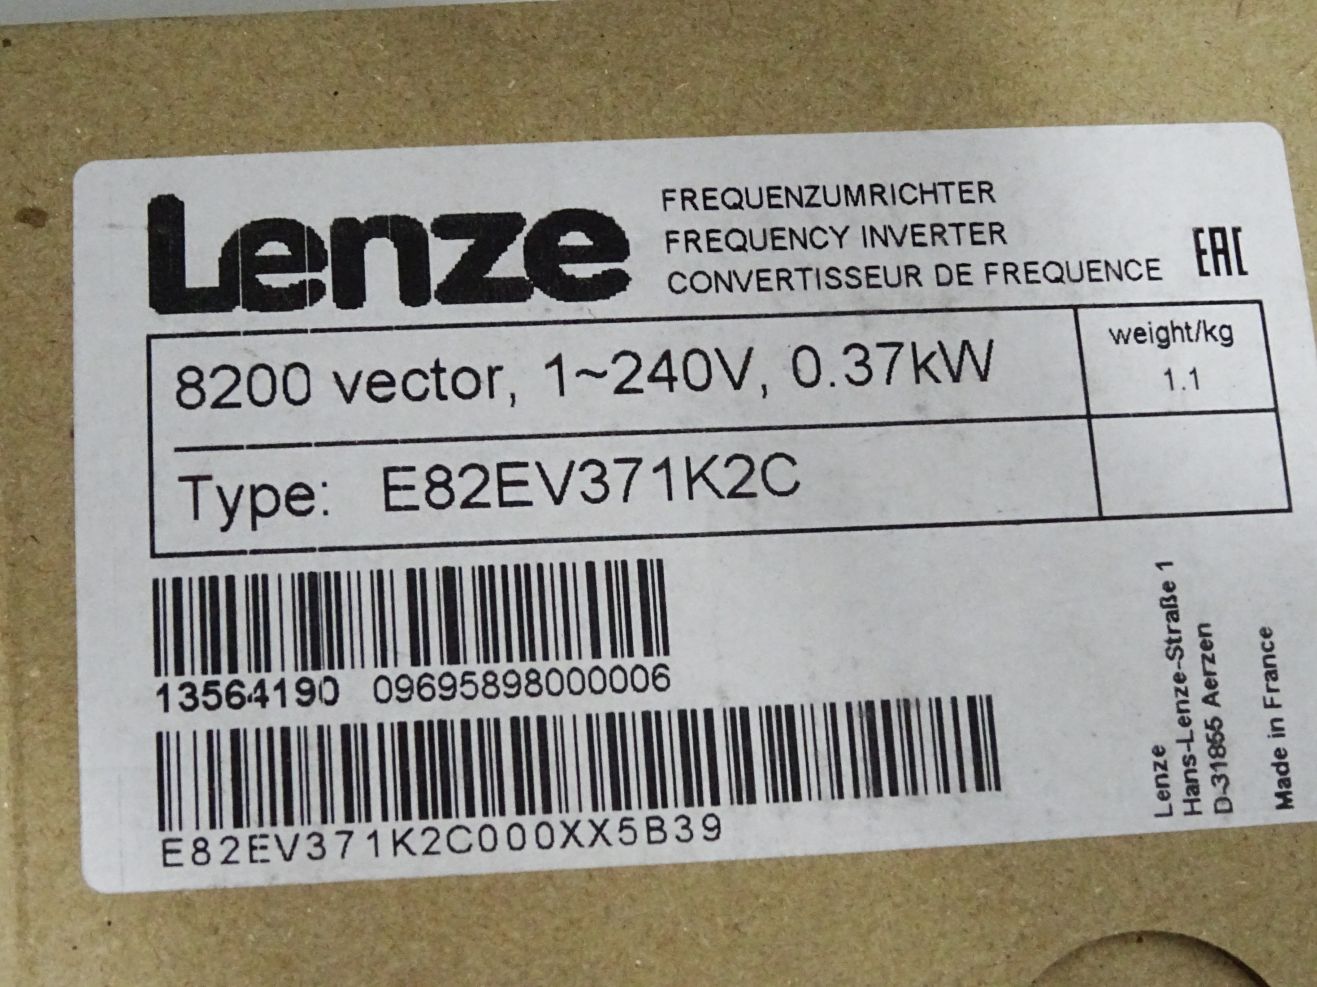 Lenze
FREQUENZUMRICHTER
FREQUENCY INVERTER
CONVERTISSEUR DE FREQUENCE
EAC
8200 vector, 1~240V, 0.37kW
weight/kg
1.1
Type: E82EV371K2C
13564190 09695898000006
E82EV371K2C000XX5B39
Lenze
Hans-Lenze-Straße 1
D-31855 Aerzen
Made in France